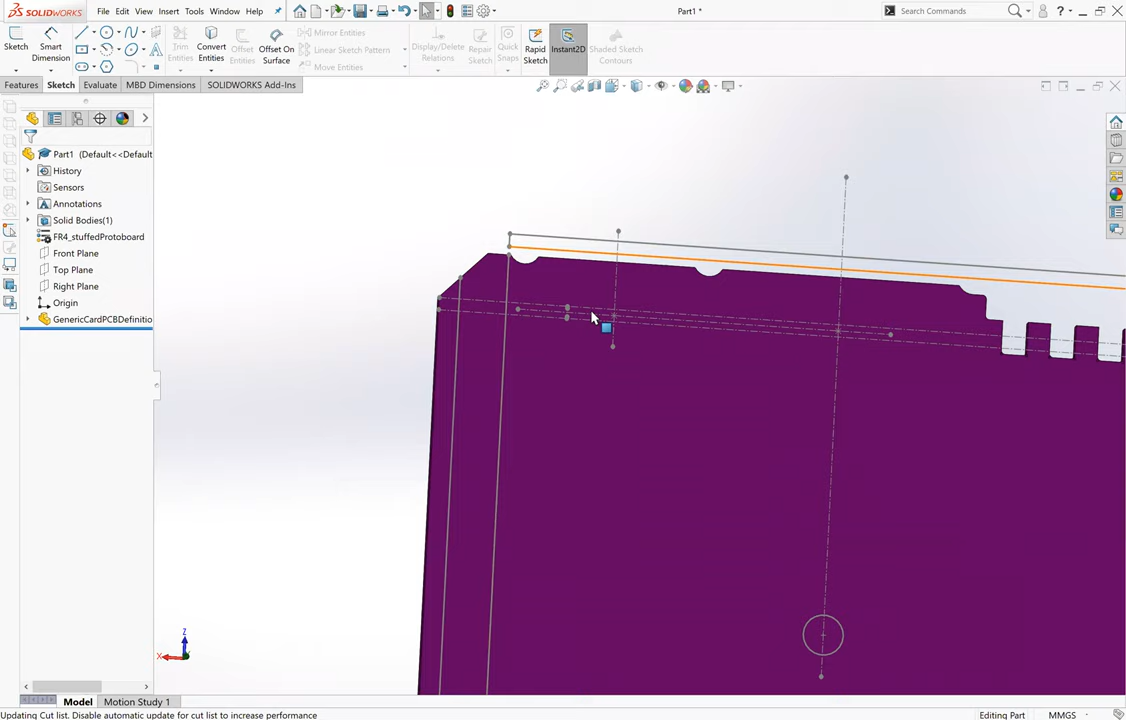 SOLIDWORKS
File Edit View Insert Tools Window Help
Part1 *
Search Commands
Sketch
Smart Dimension
Trim Entities
Convert Entities
Offset Entities
Offset On Surface
Mirror Entities
Linear Sketch Pattern
Move Entities
Display/Delete Relations
Repair Sketch
Quick Snaps
Rapid Sketch
Instant2D
Shaded Sketch Contours
Features Sketch Evaluate MBD Dimensions SOLIDWORKS Add-Ins
Part1 (Default<<Default
History
Sensors
Annotations
Solid Bodies(1)
FR4_stuffedProtoboard
Front Plane
Top Plane
Right Plane
Origin
GenericCardPCBDefinitio
Z
X
Model Motion Study 1
Updating Cut list. Disable automatic update for cut list to increase performance
Editing Part
MMGS